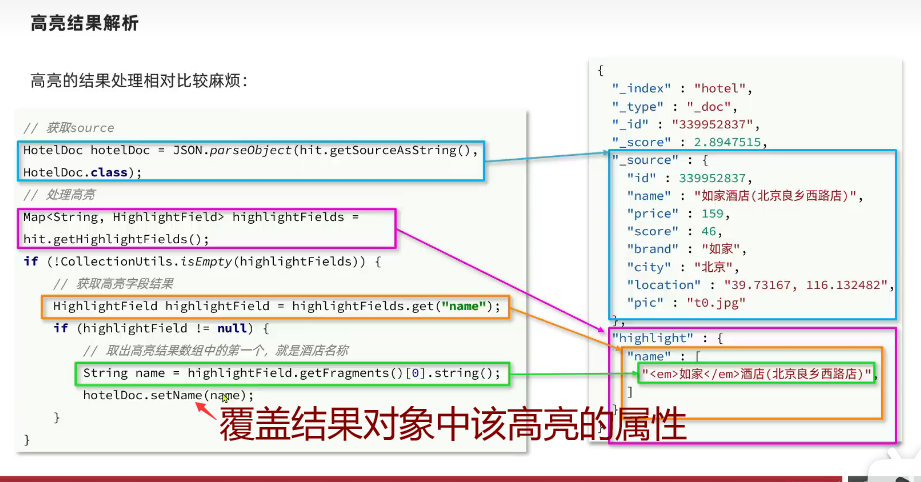 高亮结果解析
高亮的结果处理相对比较麻烦：
// 获取source
HotelDoc hotelDoc = JSON.parseObject(hit.getSourceAsString(),
HotelDoc.class);
// 处理高亮
Map<String, HighlightField> highlightFields =
hit.getHighlightFields();
if (!CollectionUtils.isEmpty(highlightFields)) {
// 获取高亮字段结果
HighlightField highlightField = highlightFields.get("name");
if (highlightField != null) {
// 取出高亮结果数组中的第一个，就是酒店名称
String name = highlightField.getFragments()[0].string();
hotelDoc.setName(name);
}
}
覆盖结果对象中该高亮的属性
{
"_index" : "hotel",
"_type" : "_doc",
"_id" : "339952837",
"_score" : 2.8947515,
"_source" : {
"id" : 339952837,
"name" : "如家酒店(北京良乡西路店)",
"price" : 159,
"score" : 46,
"brand" : "如家",
"city" : "北京",
"location" : "39.73167, 116.132482",
"pic" : "t0.jpg"
},
"highlight" : {
"name" : [
"<em>如家</em>酒店(北京良乡西路店)",
]
}
}